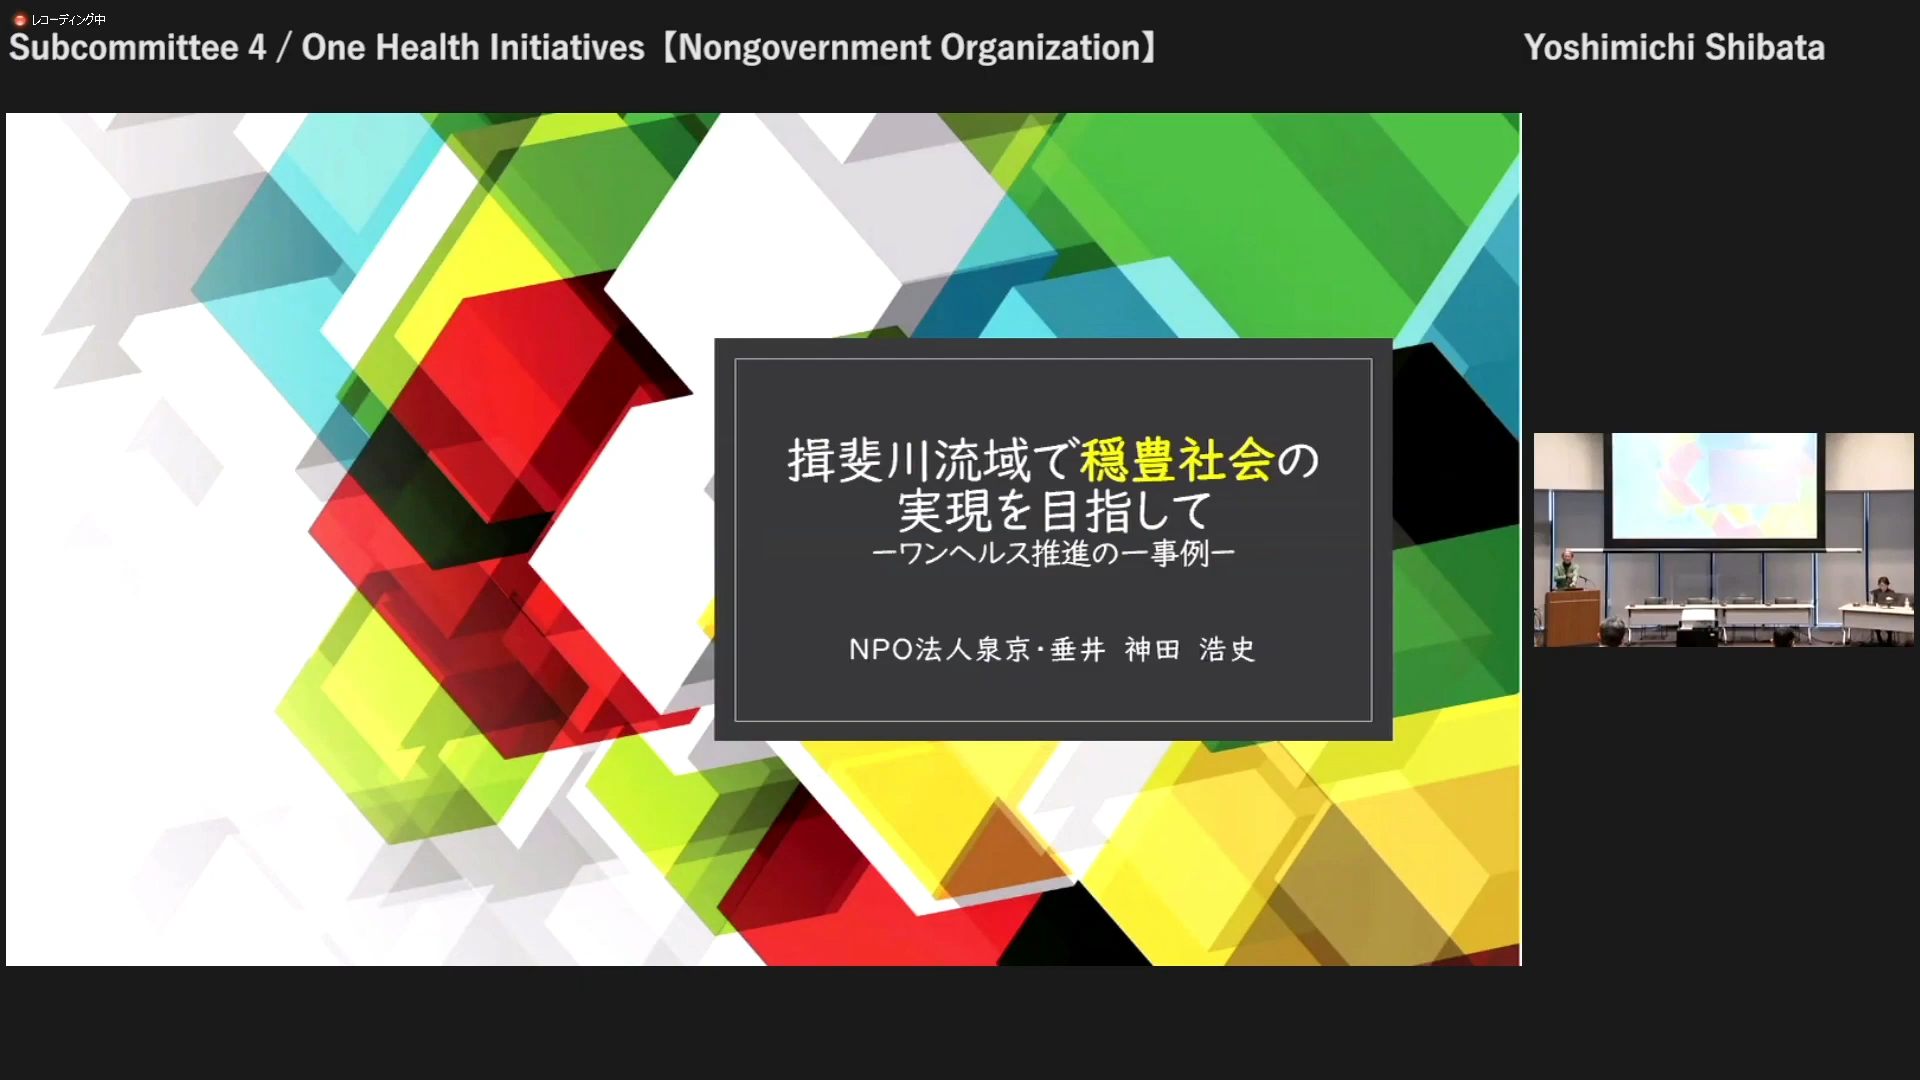 レコーディング中
Subcommittee 4 / One Health Initiatives【Nongovernment Organization】
Yoshimichi Shibata
揖斐川流域で穏豊社会の
実現を目指して
ーワンヘルス推進の一事例ー
NPO法人泉京・垂井 神田 浩史